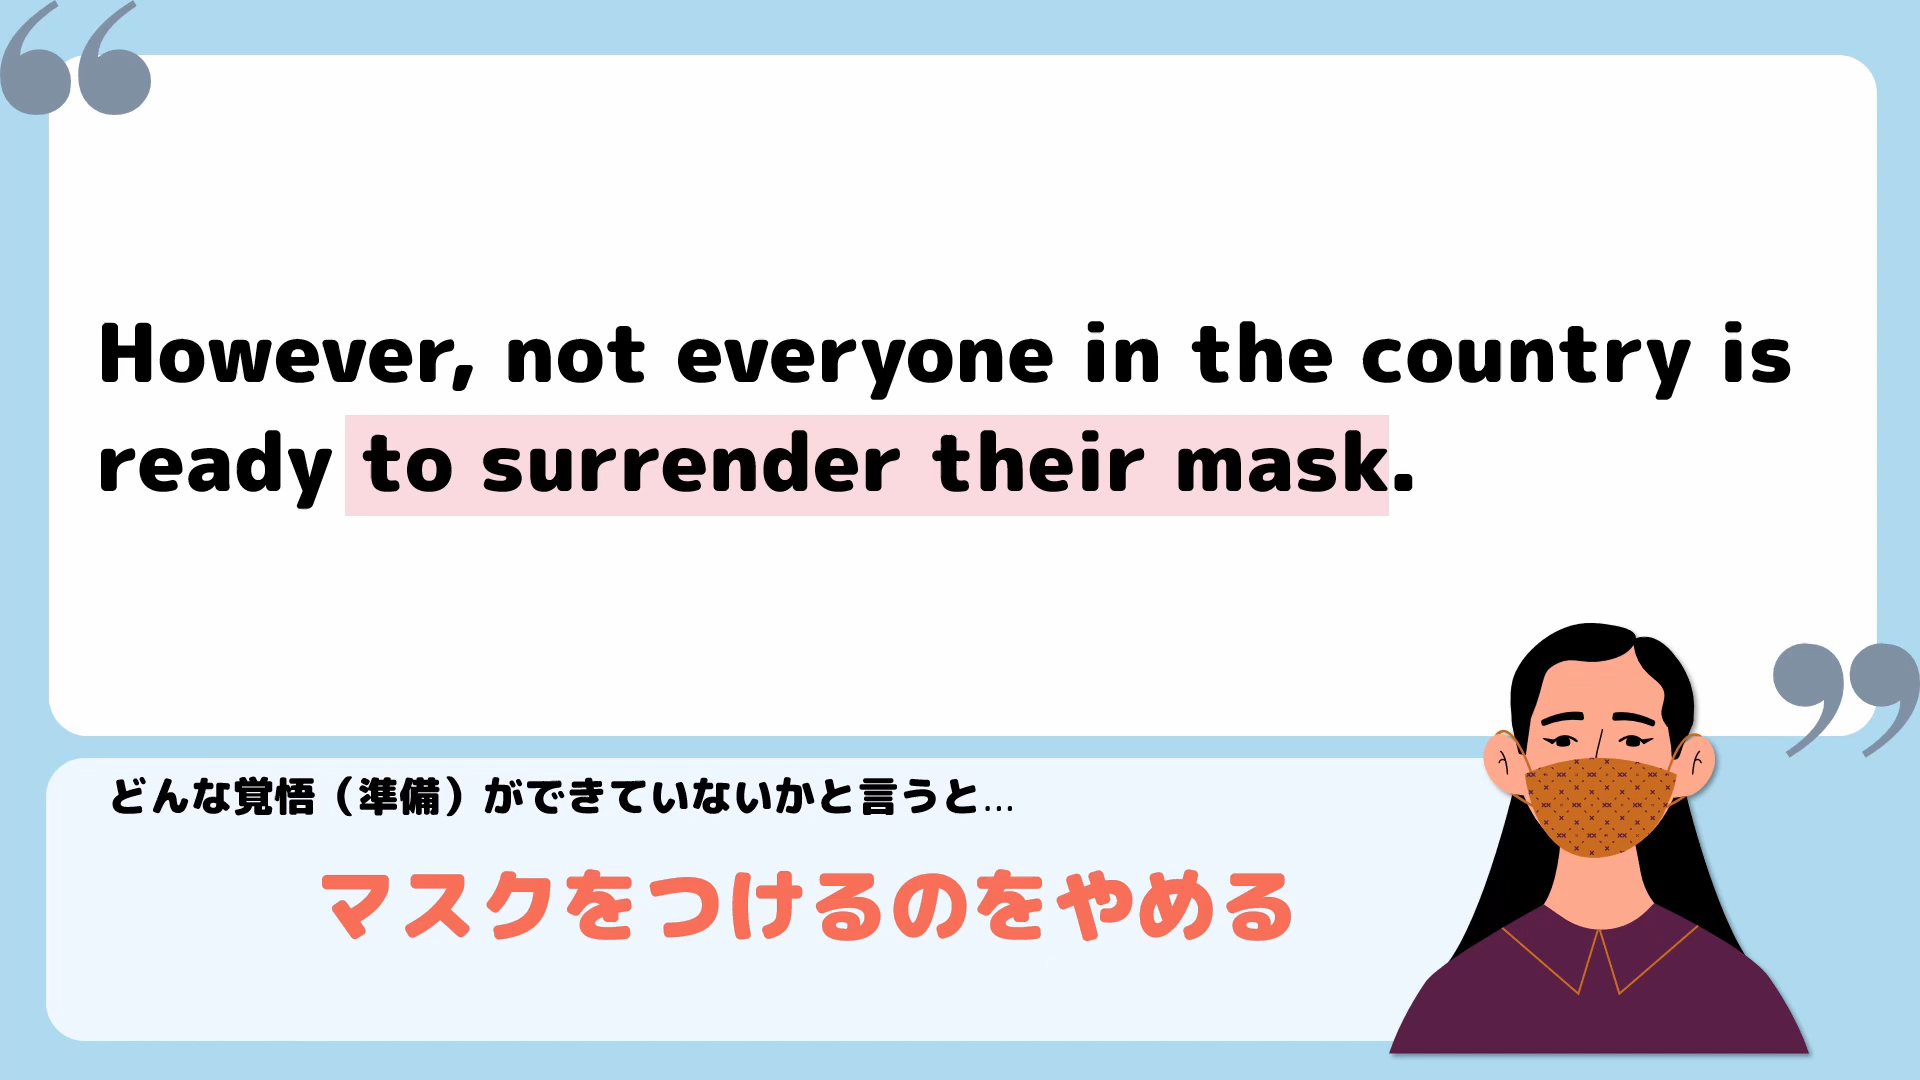 However, not everyone in the country is
ready to surrender their mask.
どんな覚悟（準備）ができていないかと言うと...
マスクをつけるのをやめる